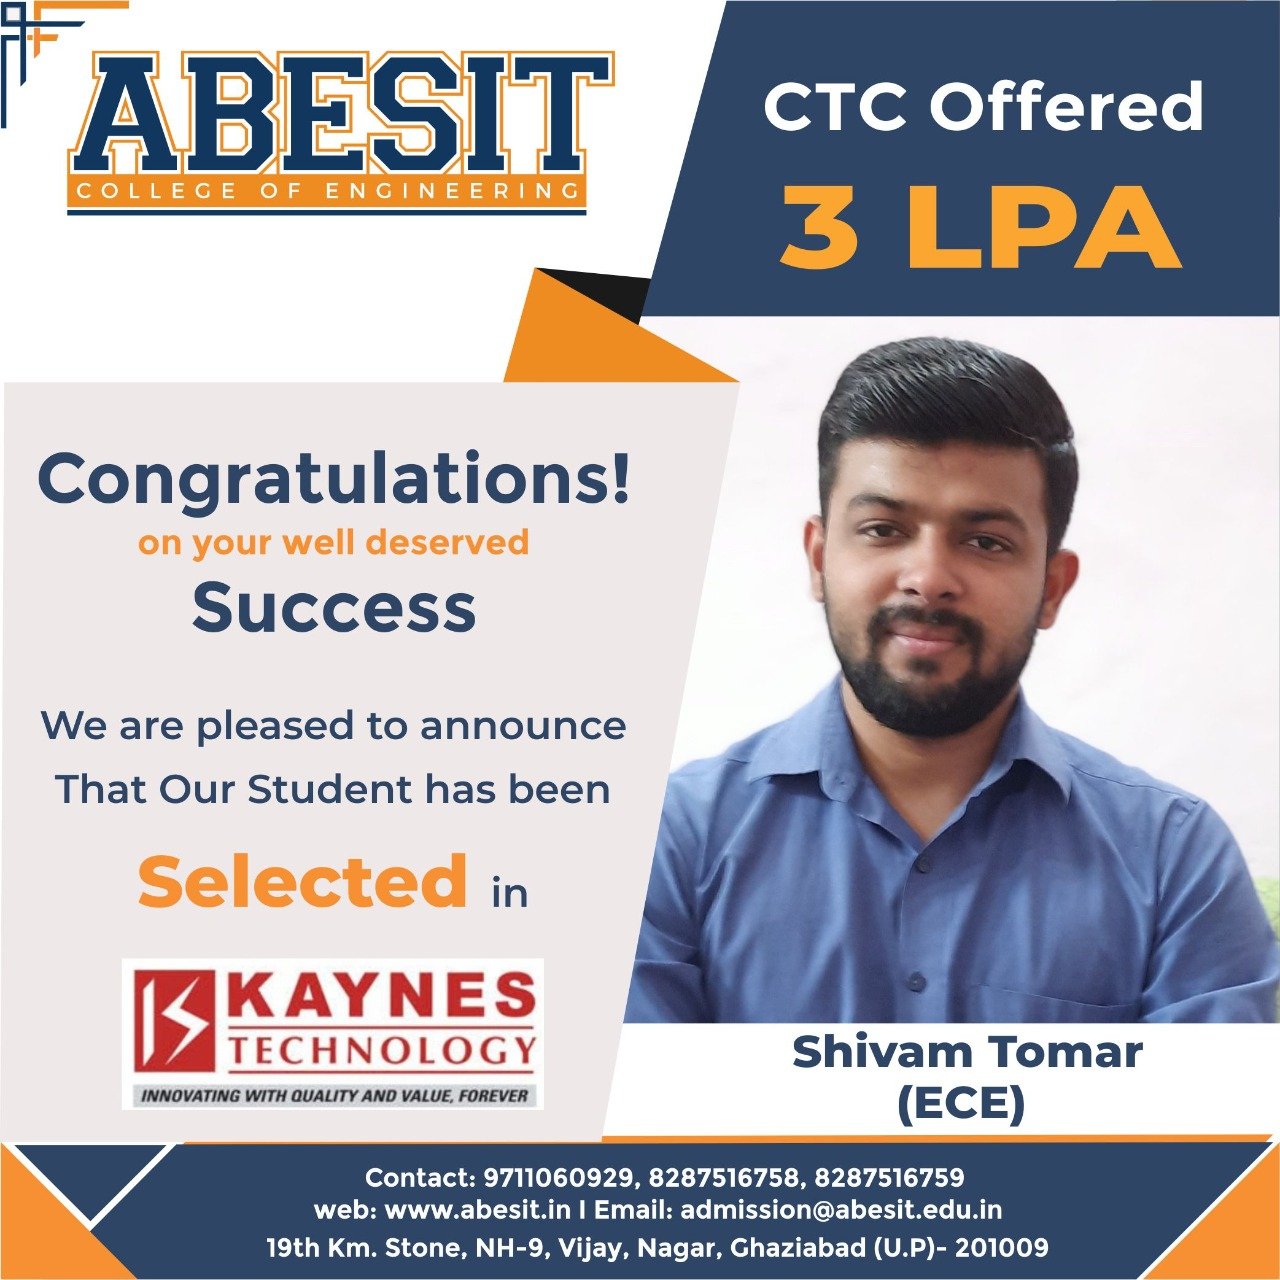 ABESIT
COLLEGE OF ENGINEERING
CTC Offered
3 LPA
Congratulations!
on your well deserved
Success
We are pleased to announce
That Our Student has been
Selected in
KAYNES
TECHNOLOGY
INNOVATING WITH QUALITY AND VALUE, FOREVER
Shivam Tomar
(ECE)
Contact: 9711060929, 8287516758, 8287516759
web: www.abesit.in I Email: admission@abesit.edu.in
19th Km. Stone, NH-9, Vijay, Nagar, Ghaziabad (U.P)- 201009